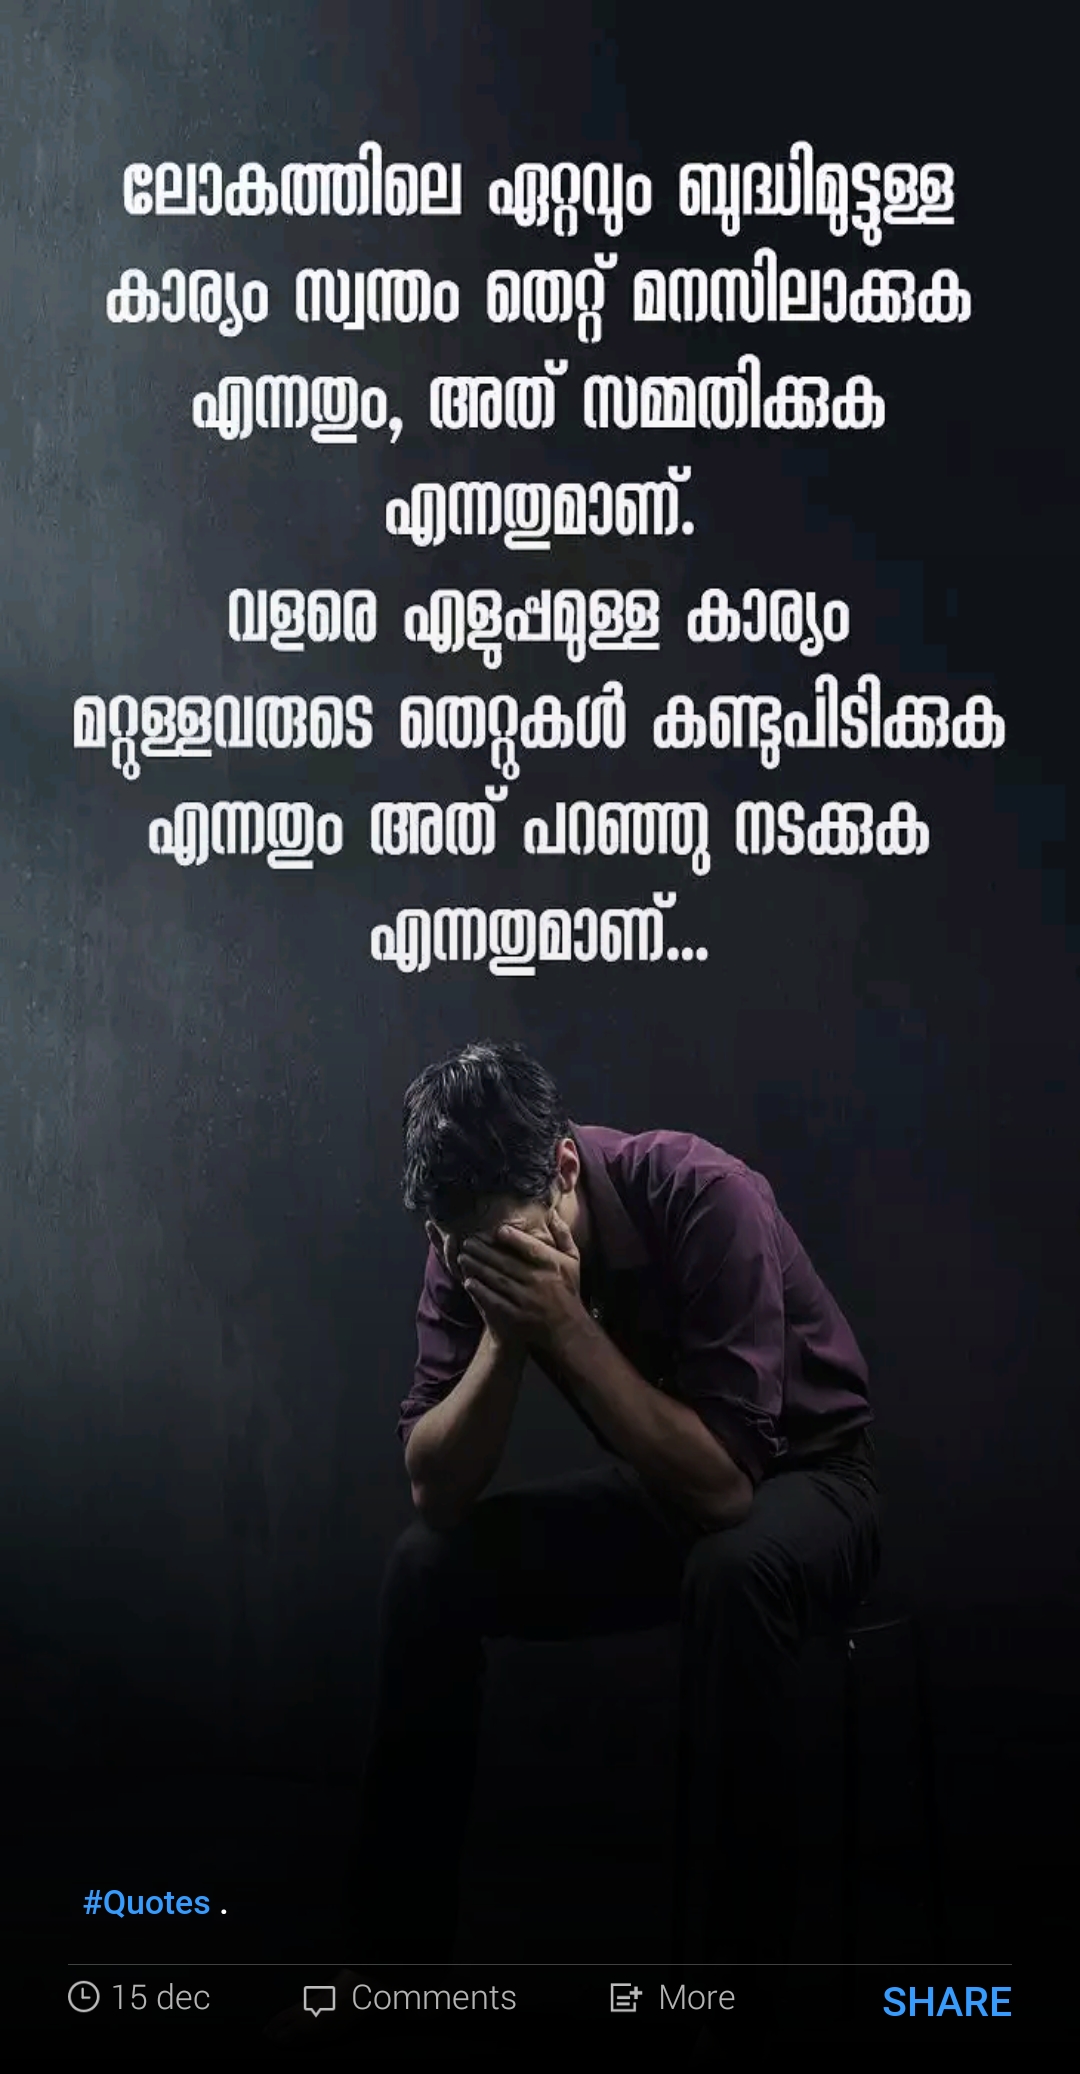 ലോകത്തിലെ ഏറ്റവും ബുദ്ധിമുട്ടുള്ള
കാര്യം സ്വന്തം തെറ്റ് മനസിലാക്കുക
എന്നതും, അത് സമ്മതിക്കുക
എന്നതുമാണ്.
വളരെ എളുപ്പമുള്ള കാര്യം
മറ്റുള്ളവരുടെ തെറ്റുകൾ കണ്ടുപിടിക്കുക
എന്നതും അത് പറഞ്ഞു നടക്കുക
എന്നതുമാണ്...
#Quotes .
15 dec Comments More SHARE